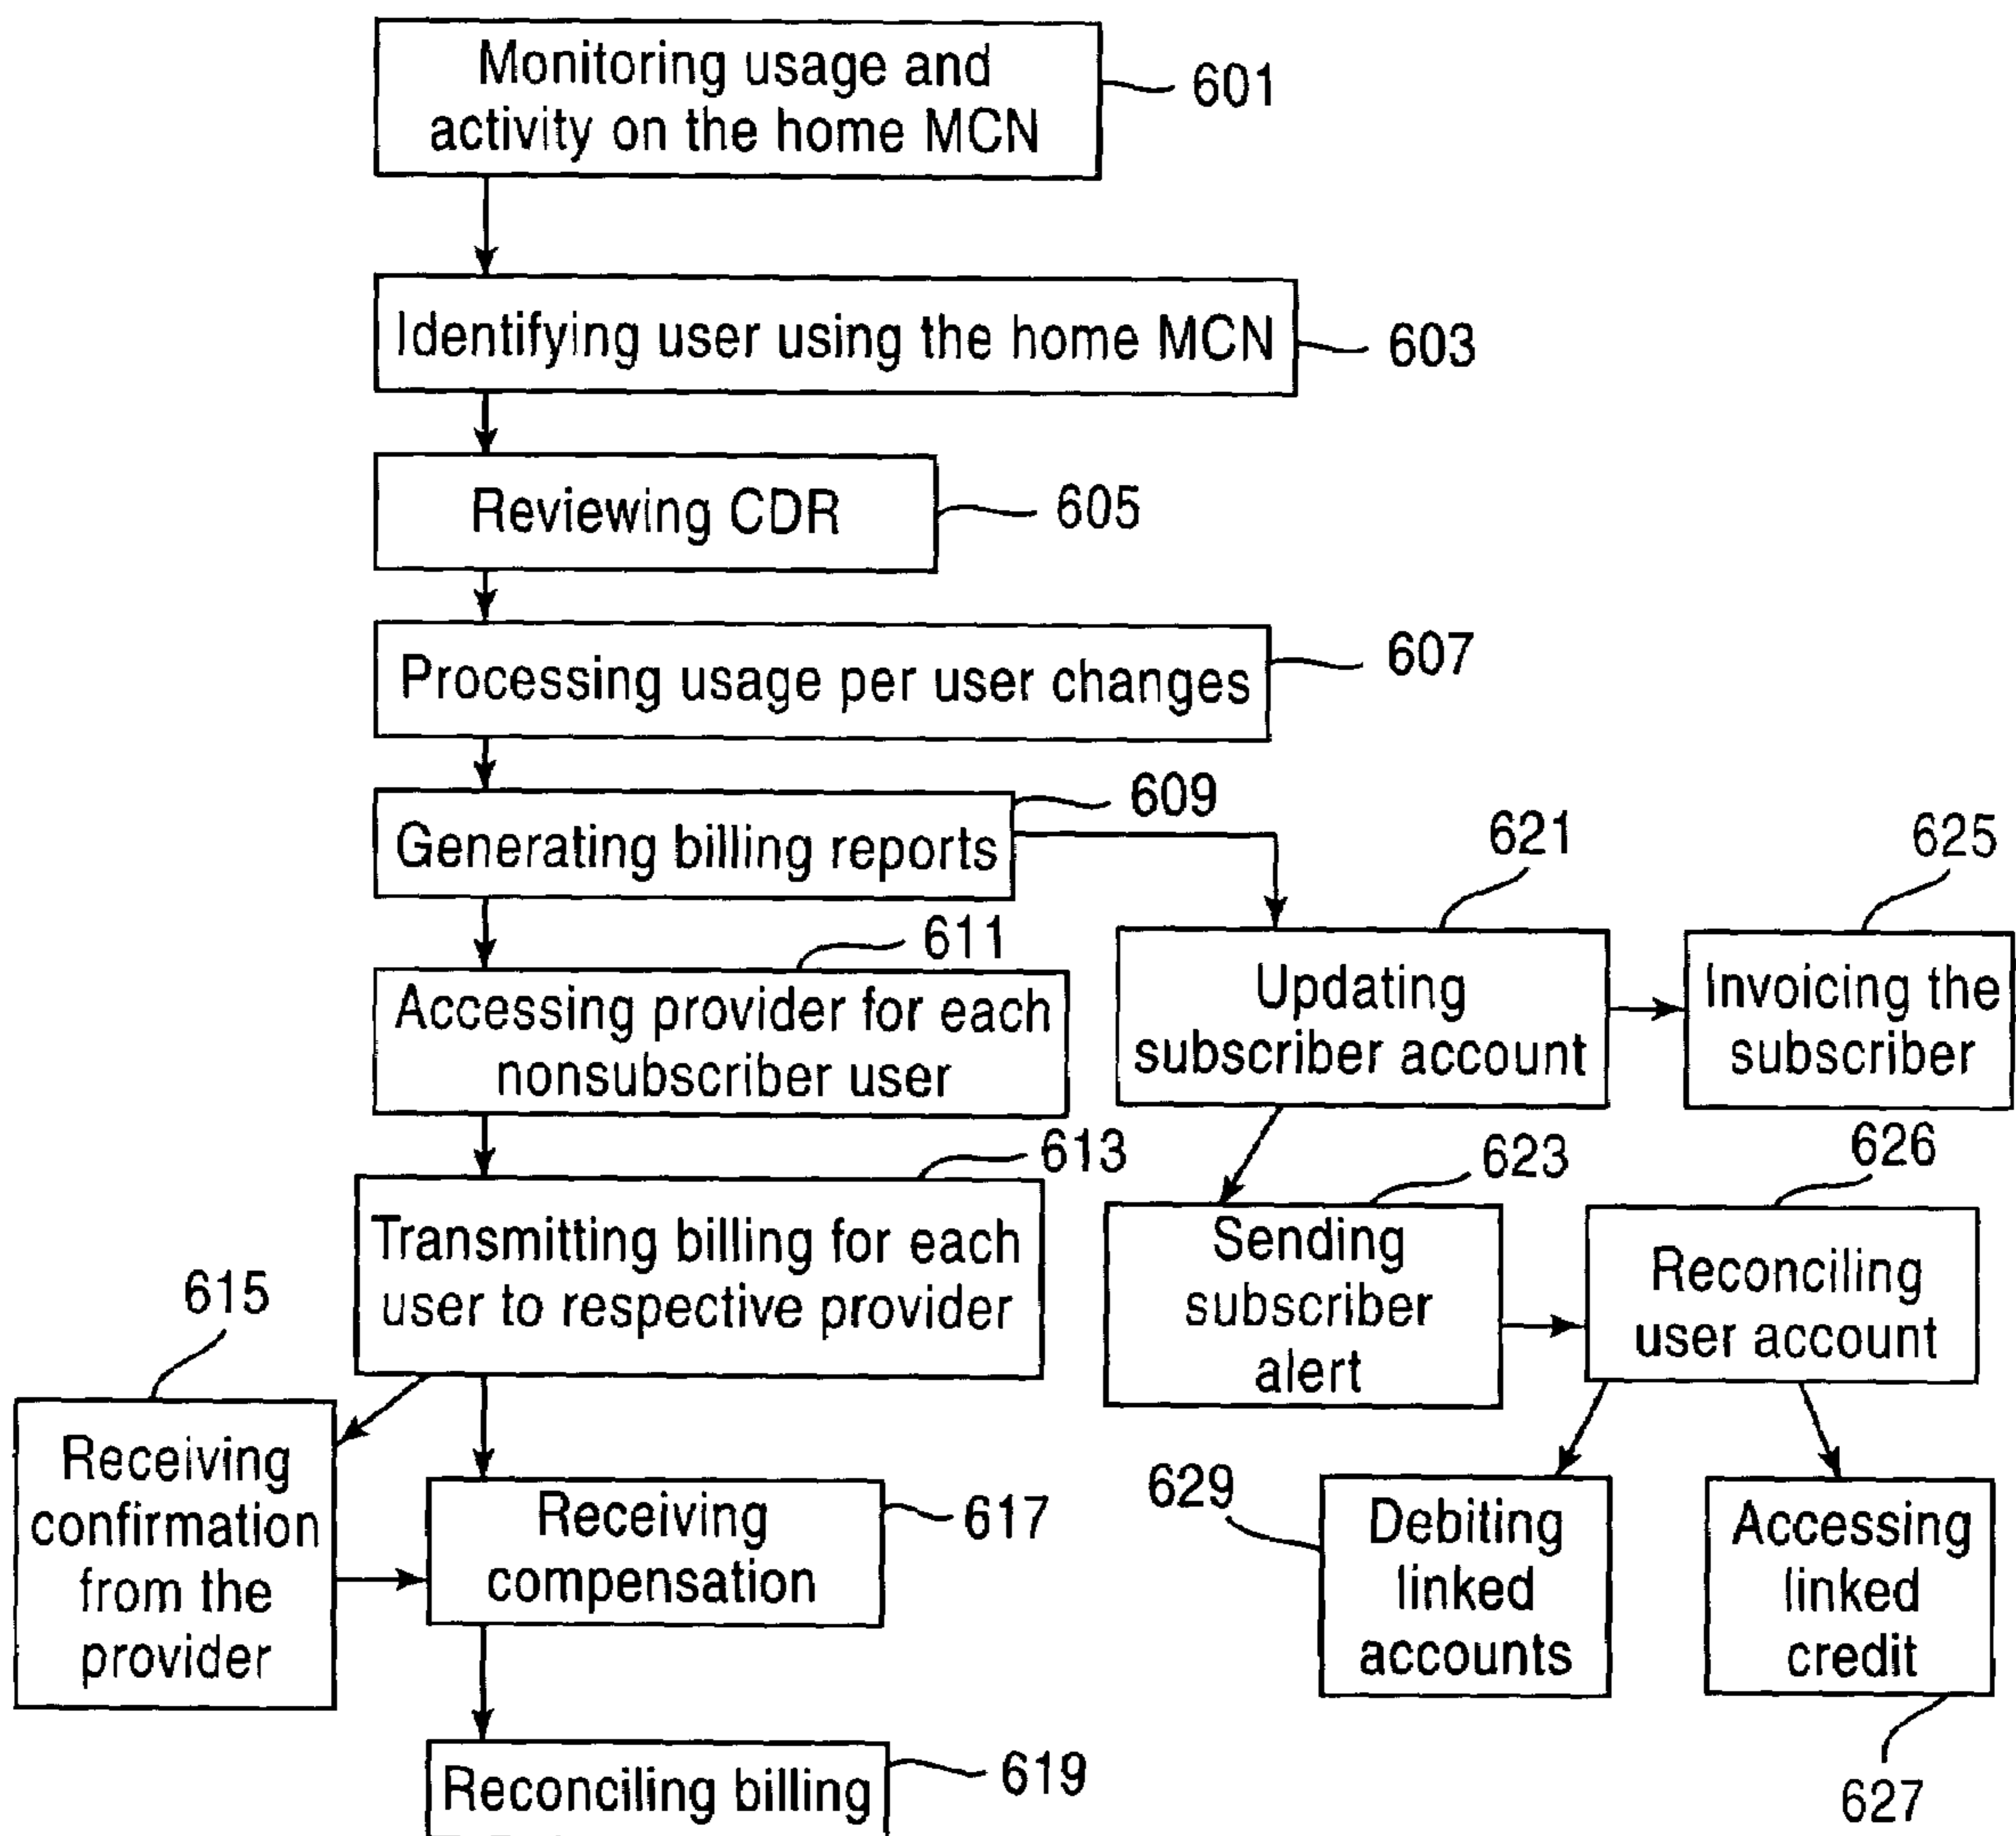 Monitoring usage and
activity on the home MCN
601
Identifying user using the home MCN
603
Reviewing CDR
605
Processing usage per user changes
607
Generating billing reports
609
Accessing provider for each
nonsubscriber user
611
Transmitting billing for each
user to respective provider
613
615
Receiving
confirmation
from the
provider
Receiving
compensation
617
Reconciling billing
619
621
Updating
subscriber account
625
Invoicing the
subscriber
623
Sending
subscriber
alert
626
Reconciling
user account
629
Debiting
linked
accounts
Accessing
linked
credit
627